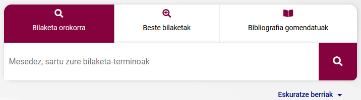 Bilaketa orokorra
Beste bilaketak
Bibliografia gomendatuak
Mesedez, sartu zure bilaketa-terminoak
Eskuratze berriak